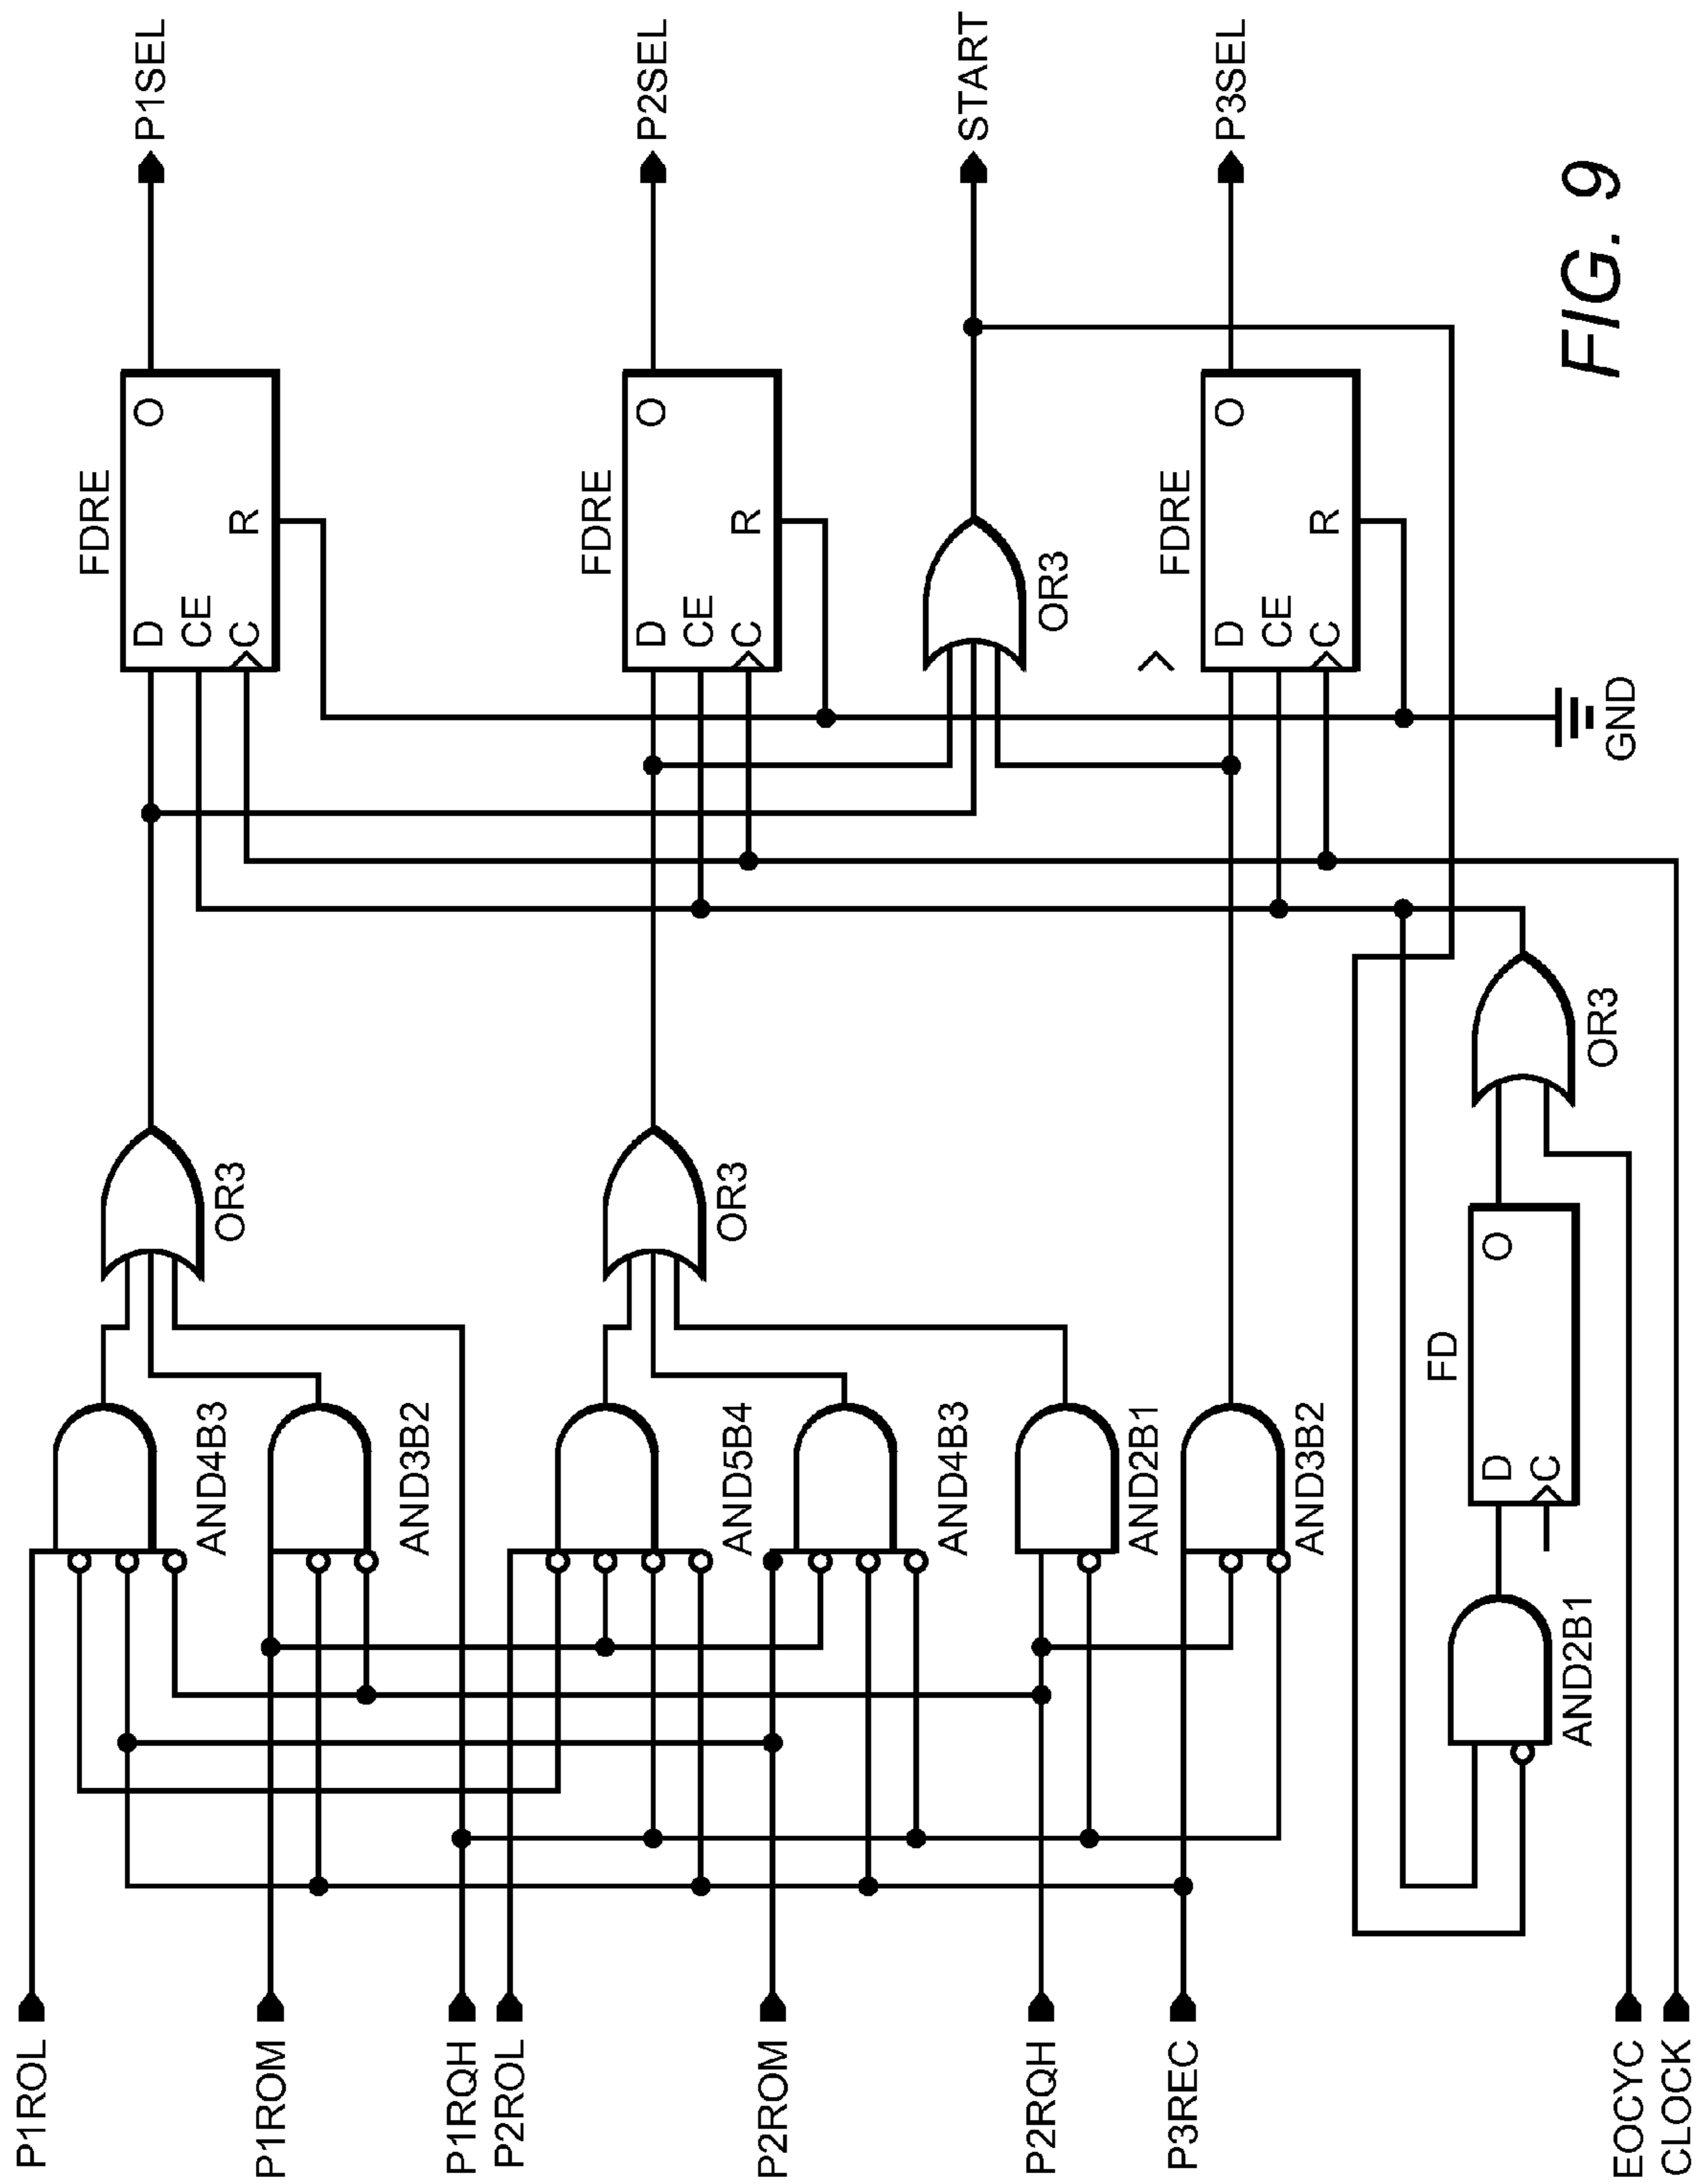 P1ROL
P1ROM
P1RQH
P2ROL
P2ROM
P2RQH
P3REC
EOCYC
CLOCK
AND4B3
AND3B2
AND5B4
AND4B3
AND2B1
AND3B2
AND2B1
FD
D
C
O
OR3
OR3
OR3
FDRE
D
CE
C
R
O
FDRE
D
CE
C
R
O
OR3
FDRE
D
CE
C
R
O
GND
P1SEL
P2SEL
START
P3SEL
FIG. 9